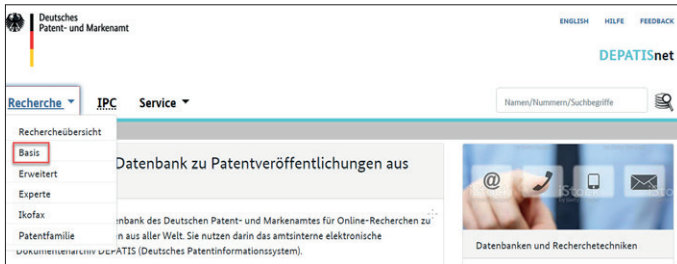 Deutsches
Patent- und Markenamt
ENGLISH HILFE FEEDBACK
DEPATISnet
Recherche IPC Service
Namen/Nummern/Suchbegriffe
Rechercheübersicht
Basis
Erweitert
Experte
Ikofax
Patentfamilie
Datenbank zu Patentveröffentlichungen aus
enbank des Deutschen Patent- und Markenamtes für Online-Recherchen zu
n aus aller Welt. Sie nutzen darin das amtsinterne elektronische
Dokumentenarchiv DEPATIS (Deutsches Patentinformationssystem).
@
iStock
Datenbanken und Recherchetechniken